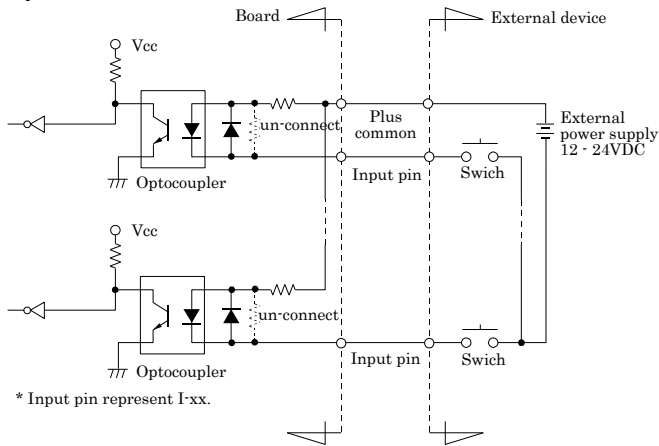 Board
External device
Vcc
un-connect
Plus
common
External
power supply
12 - 24VDC
Input pin
Swich
Optocoupler
Vcc
un-connect
Input pin
Swich
Optocoupler
* Input pin represent I-xx.